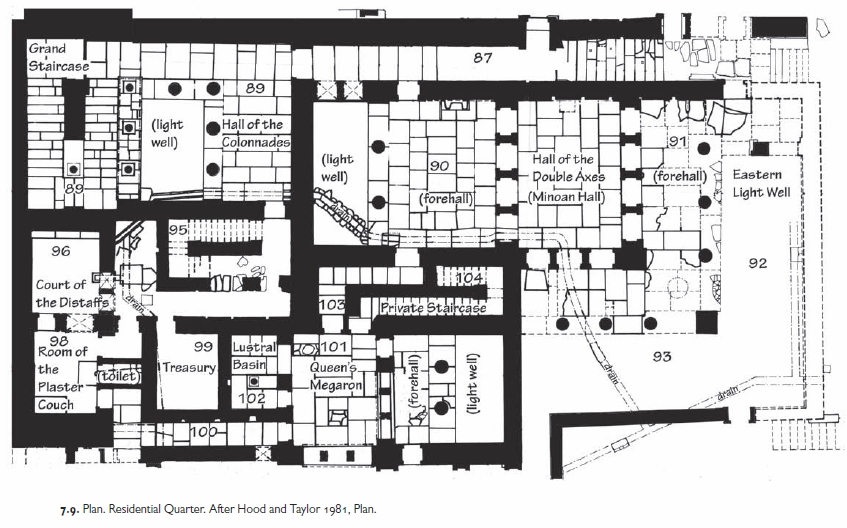 Grand
Staircase
87
89
(light
well)
Hall of the
Colonnades
89
(light
well)
drain
90
(forehall)
Hall of the
Double Axes
(Minoan Hall)
91
(forehall)
Eastern
Light Well
92
95
96
Court of
the Distaffs
drain
103
104
Private Staircase
98
Room of
the
Plaster
Couch
(toilet)
99
Treasury
Lustral
Basin
102
101
Queen's
Megaron
(forehall)
(light well)
93
drain
drain
100
7.9. Plan. Residential Quarter. After Hood and Taylor 1981, Plan.